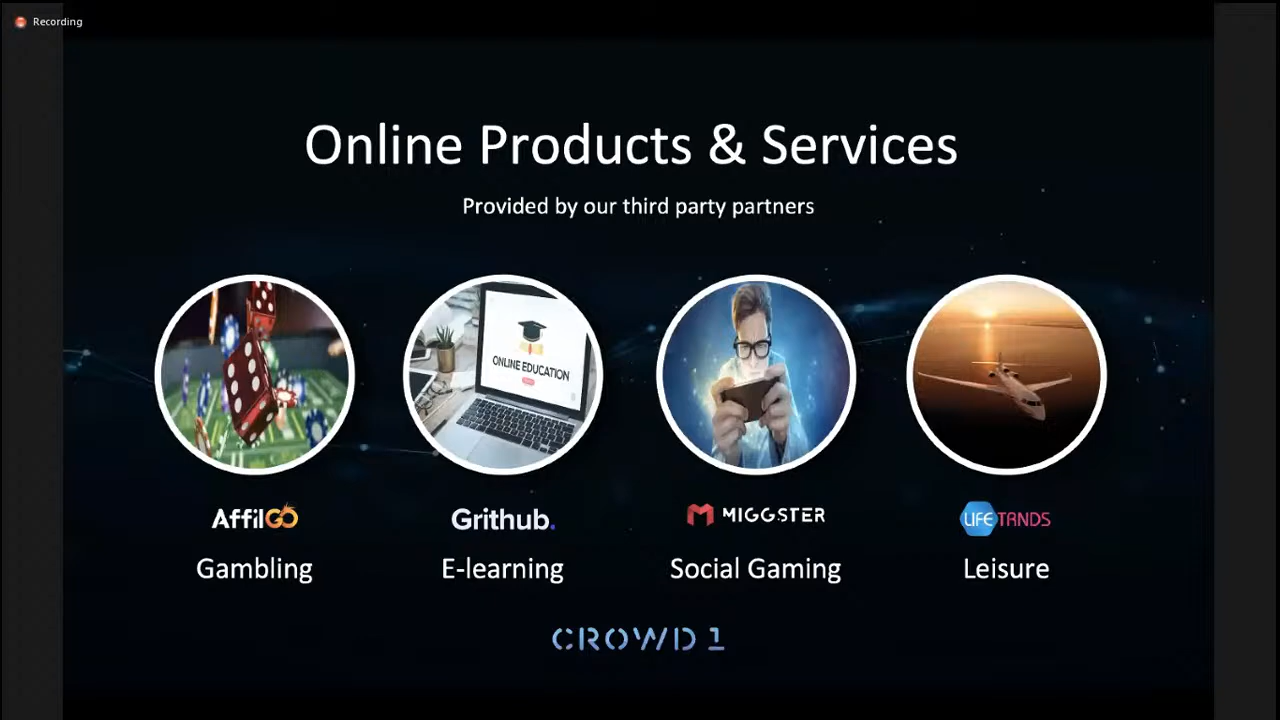 Recording
Online Products & Services
Provided by our third party partners
ONLINE EDUCATION
AffilGO
Grithub.
MIGGSTER
LIFETRNDS
Gambling
E-learning
Social Gaming
Leisure
CROWD 1